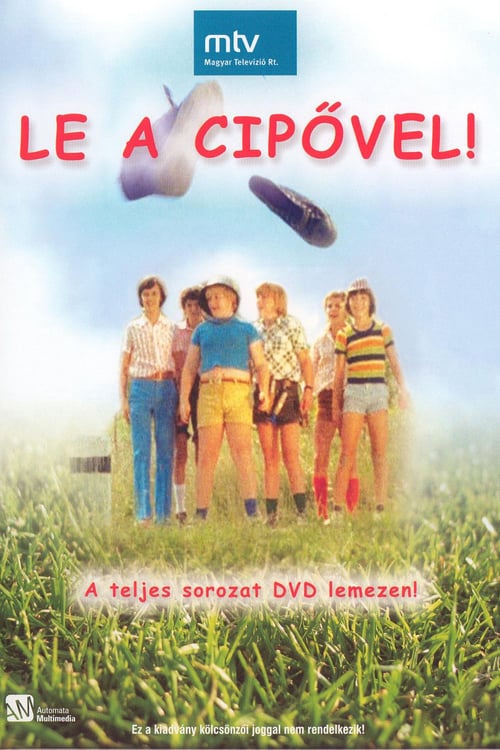 mtv
Magyar Televízió Rt.
LE A CIPŐVEL!
A teljes sorozat DVD lemezen!
Automata
Multimedia
Ez a kiadvány kölcsönzői joggal nem rendelkezik!